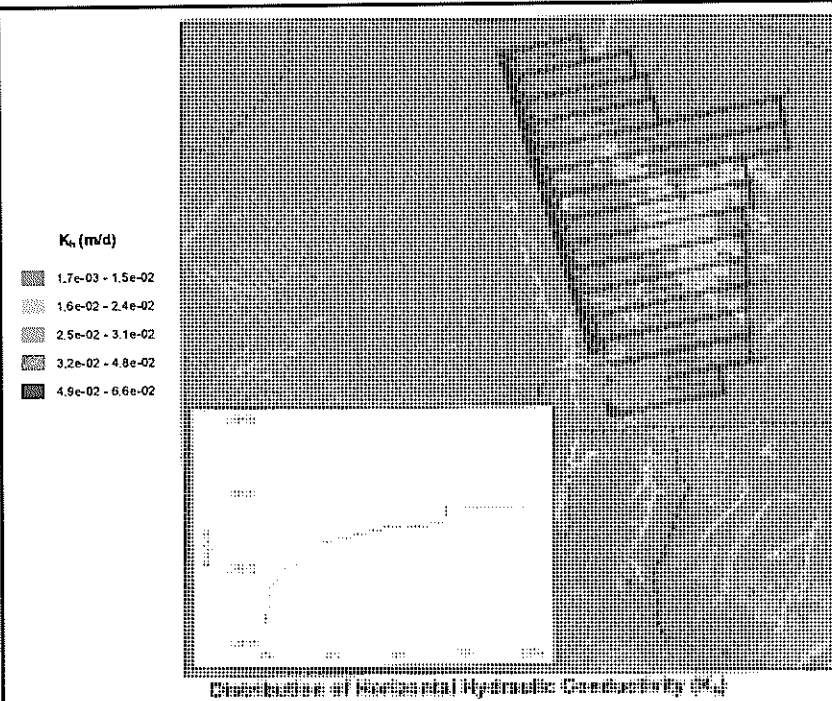 Kₕ (m/d)
1.7e-03 - 1.5e-02
1.6e-02 - 2.4e-02
2.5e-02 - 3.1e-02
3.2e-02 - 4.8e-02
4.9e-02 - 6.6e-02
Distribution of Horizontal Hydraulic Conductivity (Kₕ)